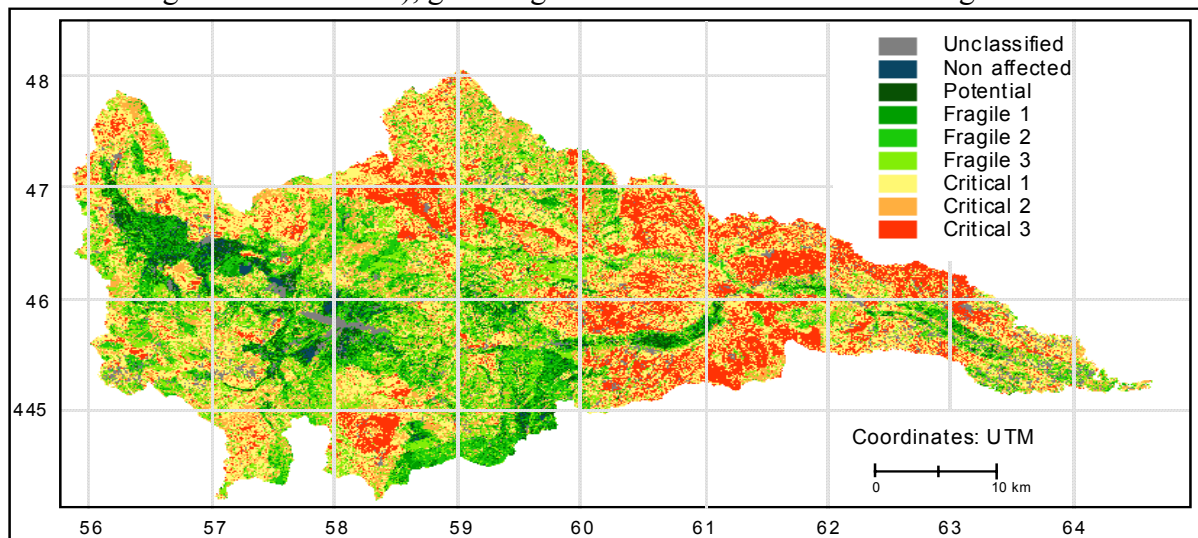 Unclassified
Non affected
Potential
Fragile 1
Fragile 2
Fragile 3
Critical 1
Critical 2
Critical 3
48
47
46
445
Coordinates: UTM
0 10 km
56 57 58 59 60 61 62 63 64